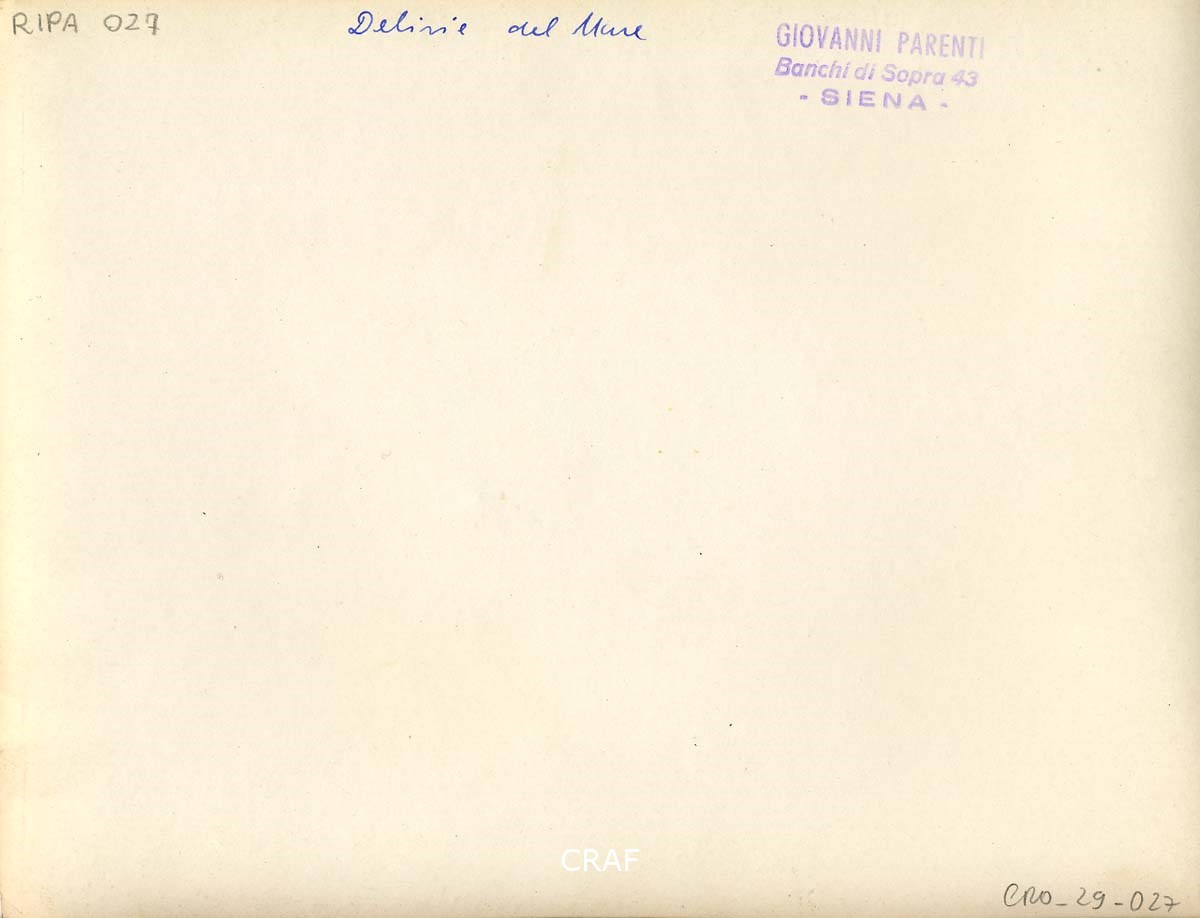 RIPA 027
Delizie del Mare
GIOVANNI PARENTI
Banchi di Sopra 43
- SIENA -
CRAF
CRO_29-027